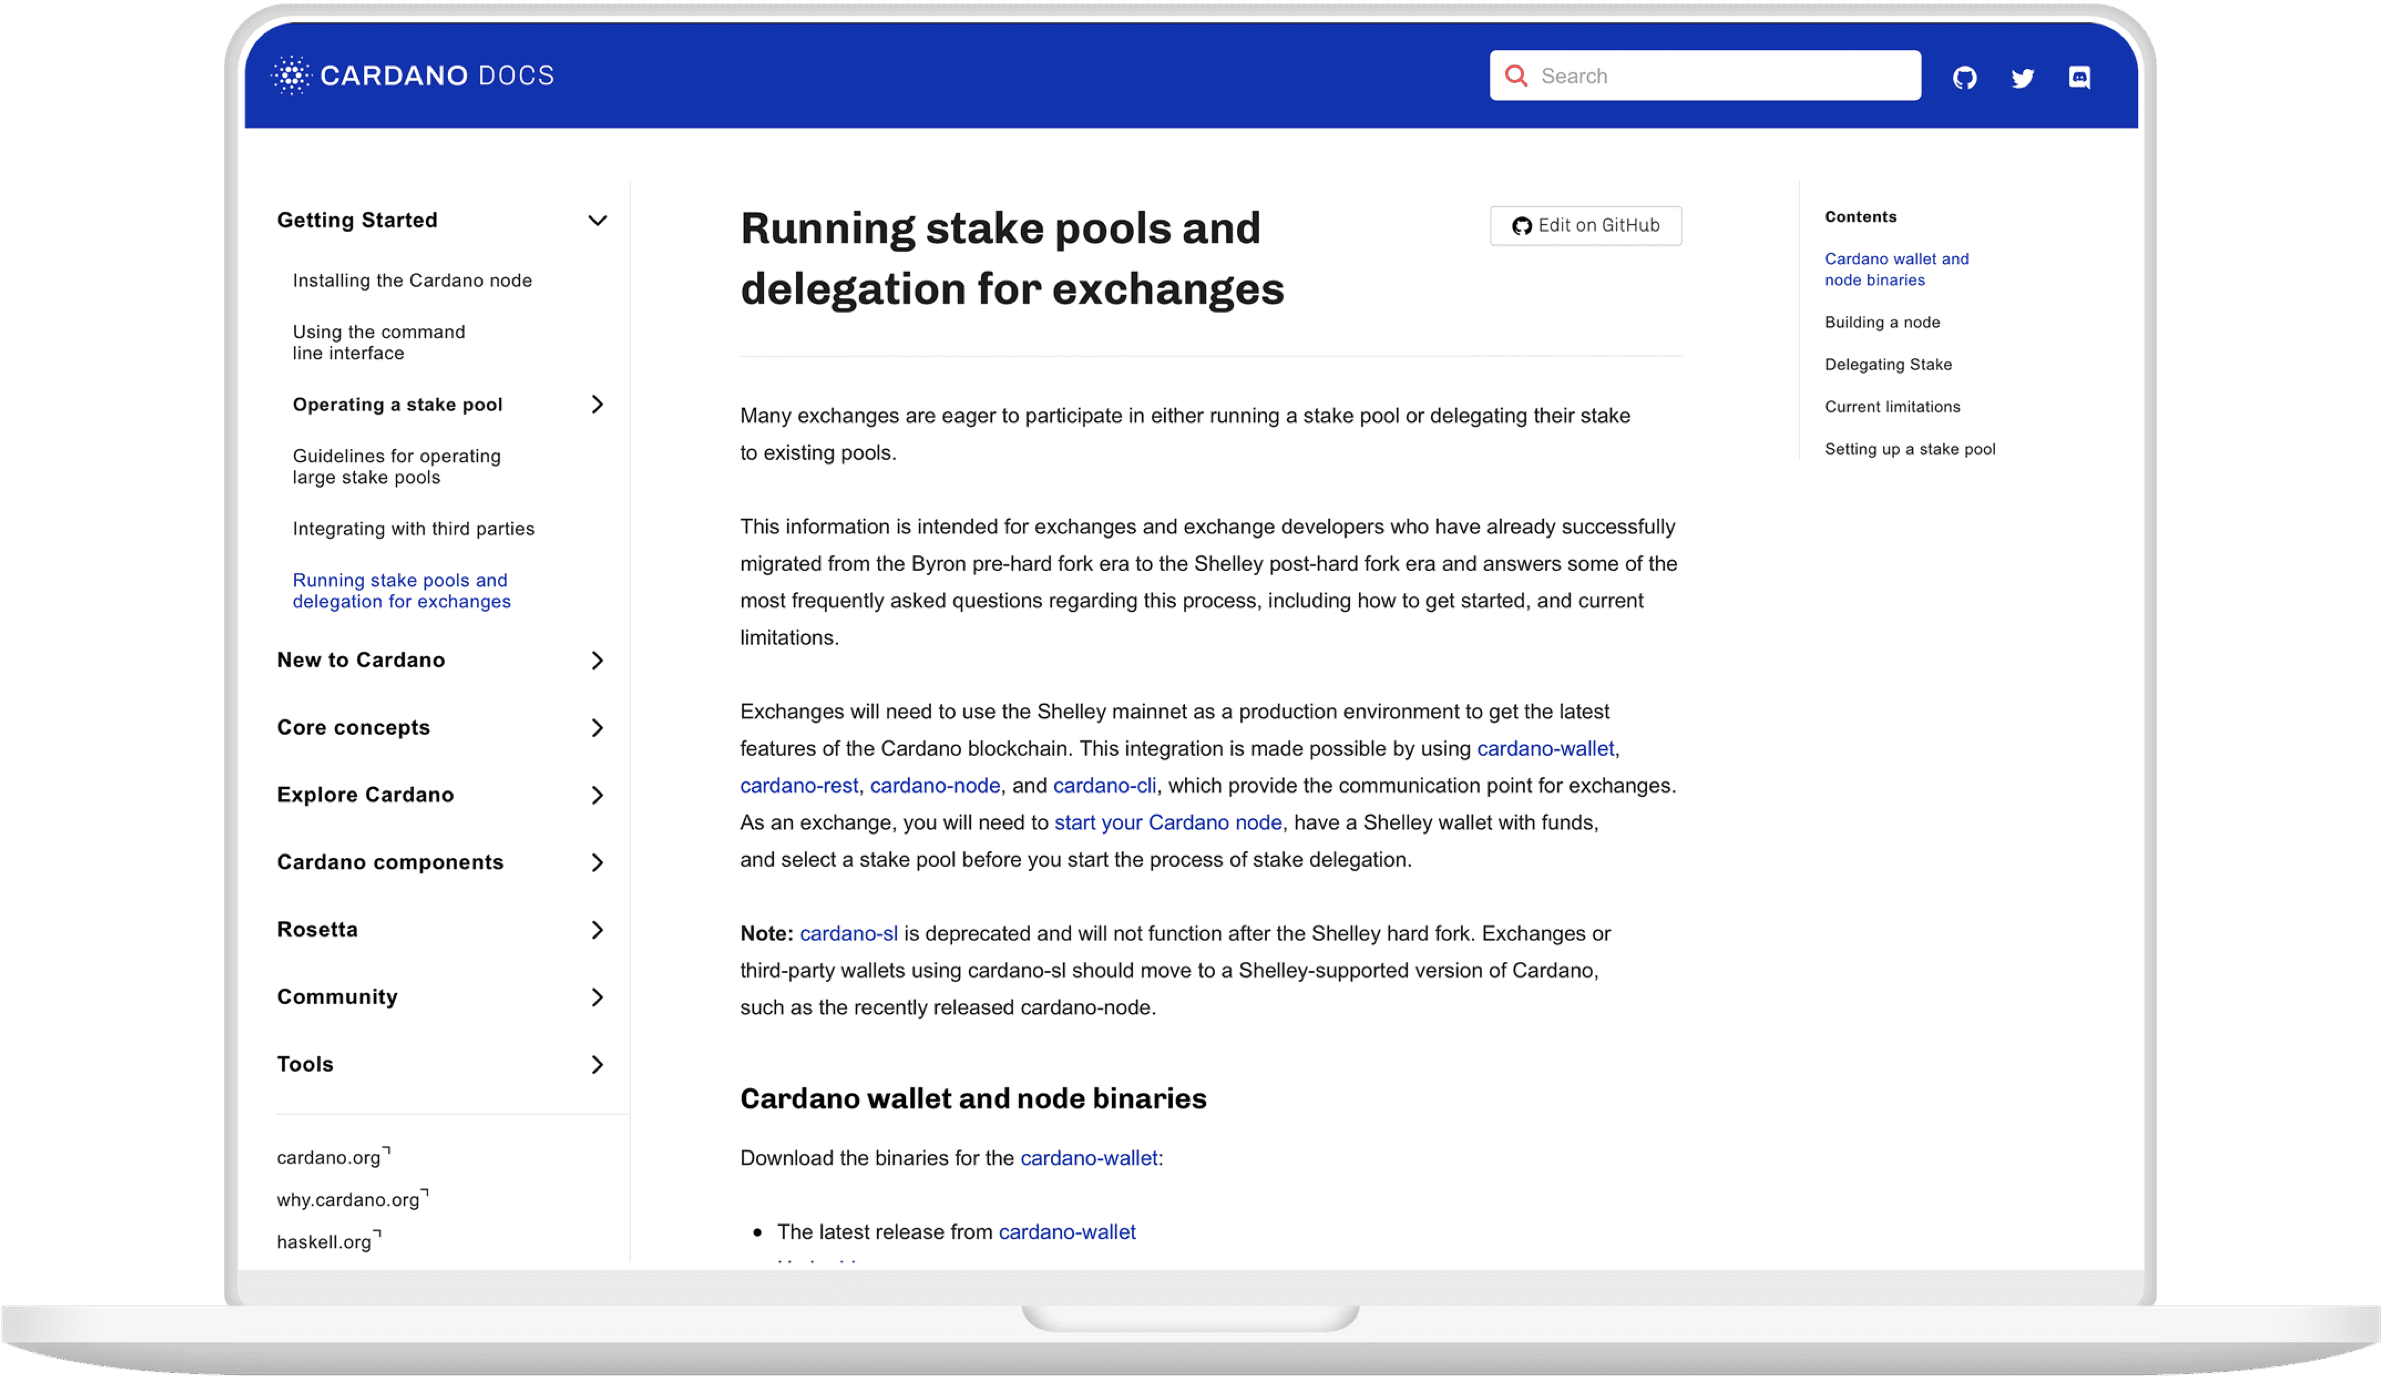 CARDANO DOCS
Search
Getting Started
Installing the Cardano node
Using the command
line interface
Operating a stake pool
Guidelines for operating
large stake pools
Integrating with third parties
Running stake pools and
delegation for exchanges
New to Cardano
Core concepts
Explore Cardano
Cardano components
Rosetta
Community
Tools
cardano.org
why.cardano.org
haskell.org
Running stake pools and
delegation for exchanges
Edit on GitHub
Many exchanges are eager to participate in either running a stake pool or delegating their stake
to existing pools.
This information is intended for exchanges and exchange developers who have already successfully
migrated from the Byron pre-hard fork era to the Shelley post-hard fork era and answers some of the
most frequently asked questions regarding this process, including how to get started, and current
limitations.
Exchanges will need to use the Shelley mainnet as a production environment to get the latest
features of the Cardano blockchain. This integration is made possible by using cardano-wallet,
cardano-rest, cardano-node, and cardano-cli, which provide the communication point for exchanges.
As an exchange, you will need to start your Cardano node, have a Shelley wallet with funds,
and select a stake pool before you start the process of stake delegation.
Note: cardano-sl is deprecated and will not function after the Shelley hard fork. Exchanges or
third-party wallets using cardano-sl should move to a Shelley-supported version of Cardano,
such as the recently released cardano-node.
Cardano wallet and node binaries
Download the binaries for the cardano-wallet:
• The latest release from cardano-wallet
Contents
Cardano wallet and
node binaries
Building a node
Delegating Stake
Current limitations
Setting up a stake pool